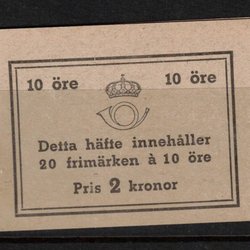 10 öre 10 öre
Detta häfte innehåller
20 frimärken à 10 öre
Pris 2 kronor